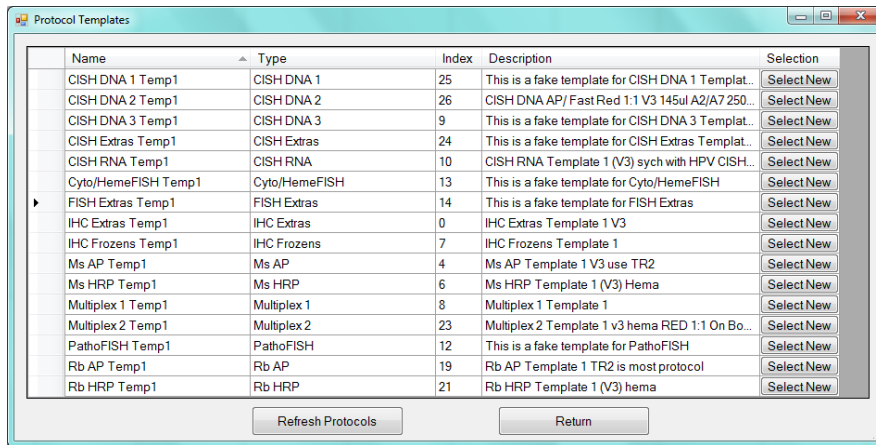 Protocol Templates
Name Type Index Description Selection
CISH DNA 1 Temp1 CISH DNA 1 25 This is a fake template for CISH DNA 1 Templat... Select New
CISH DNA 2 Temp1 CISH DNA 2 26 CISH DNA AP/ Fast Red 1:1 V3 145ul A2/A7 250... Select New
CISH DNA 3 Temp1 CISH DNA 3 9 This is a fake template for CISH DNA 3 Templat... Select New
CISH Extras Temp1 CISH Extras 24 This is a fake template for CISH Extras Templat... Select New
CISH RNA Temp1 CISH RNA 10 CISH RNA Template 1 (V3) sych with HPV CISH... Select New
Cyto/HemeFISH Temp1 Cyto/HemeFISH 13 This is a fake template for Cyto/HemeFISH Select New
FISH Extras Temp1 FISH Extras 14 This is a fake template for FISH Extras Select New
IHC Extras Temp1 IHC Extras 0 IHC Extras Template 1 V3 Select New
IHC Frozens Temp1 IHC Frozens 7 IHC Frozens Template 1 Select New
Ms AP Temp1 Ms AP 4 Ms AP Template 1 V3 use TR2 Select New
Ms HRP Temp1 Ms HRP 6 Ms HRP Template 1 (V3) Hema Select New
Multiplex 1 Temp1 Multiplex 1 8 Multiplex 1 Template 1 Select New
Multiplex 2 Temp1 Multiplex 2 23 Multiplex 2 Template 1 v3 hema RED 1:1 On Bo... Select New
PathoFISH Temp1 PathoFISH 12 This is a fake template for PathoFISH Select New
Rb AP Temp1 Rb AP 19 Rb AP Template 1 TR2 is most protocol Select New
Rb HRP Temp1 Rb HRP 21 Rb HRP Template 1 (V3) hema Select New
Refresh Protocols Return